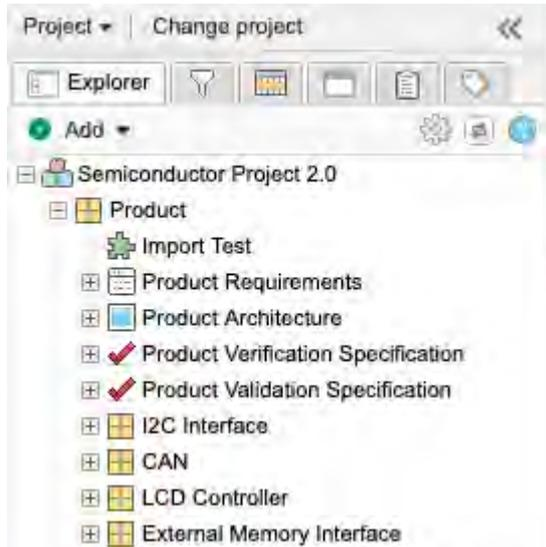 Project Change project
Explorer
Add
Semiconductor Project 2.0
Product
Import Test
Product Requirements
Product Architecture
Product Verification Specification
Product Validation Specification
I2C Interface
CAN
LCD Controller
External Memory Interface